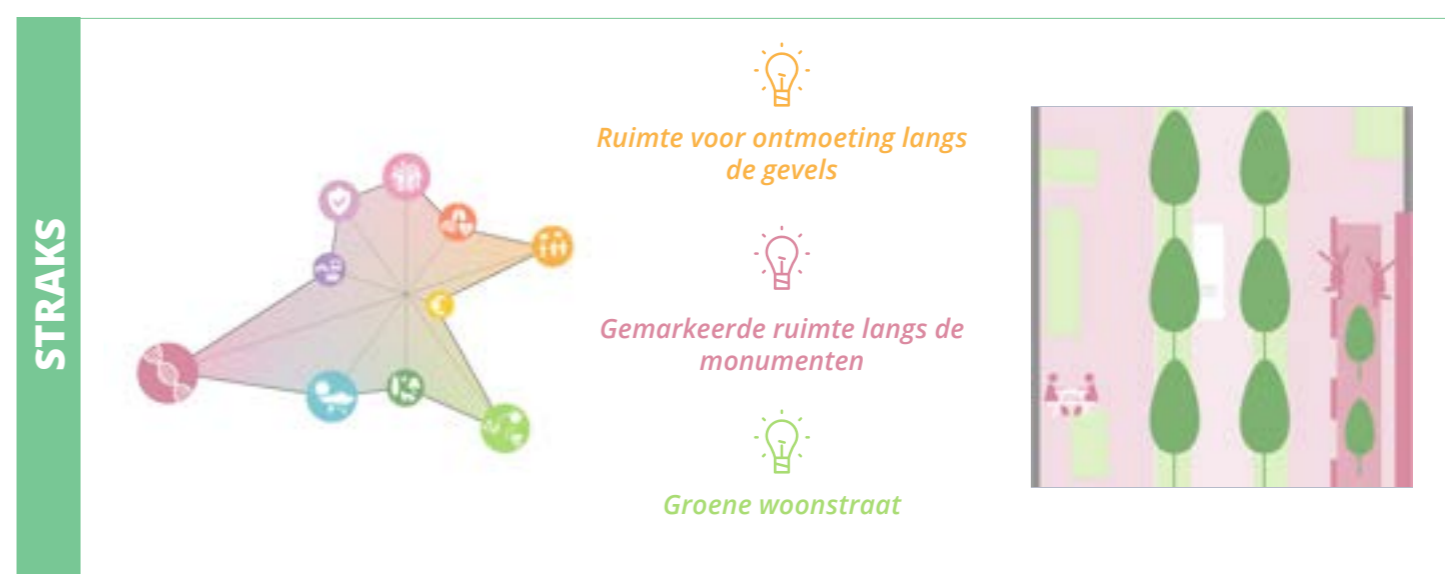 STRAKS
Ruimte voor ontmoeting langs
de gevels
Gemarkeerde ruimte langs de
monumenten
Groene woonstraat